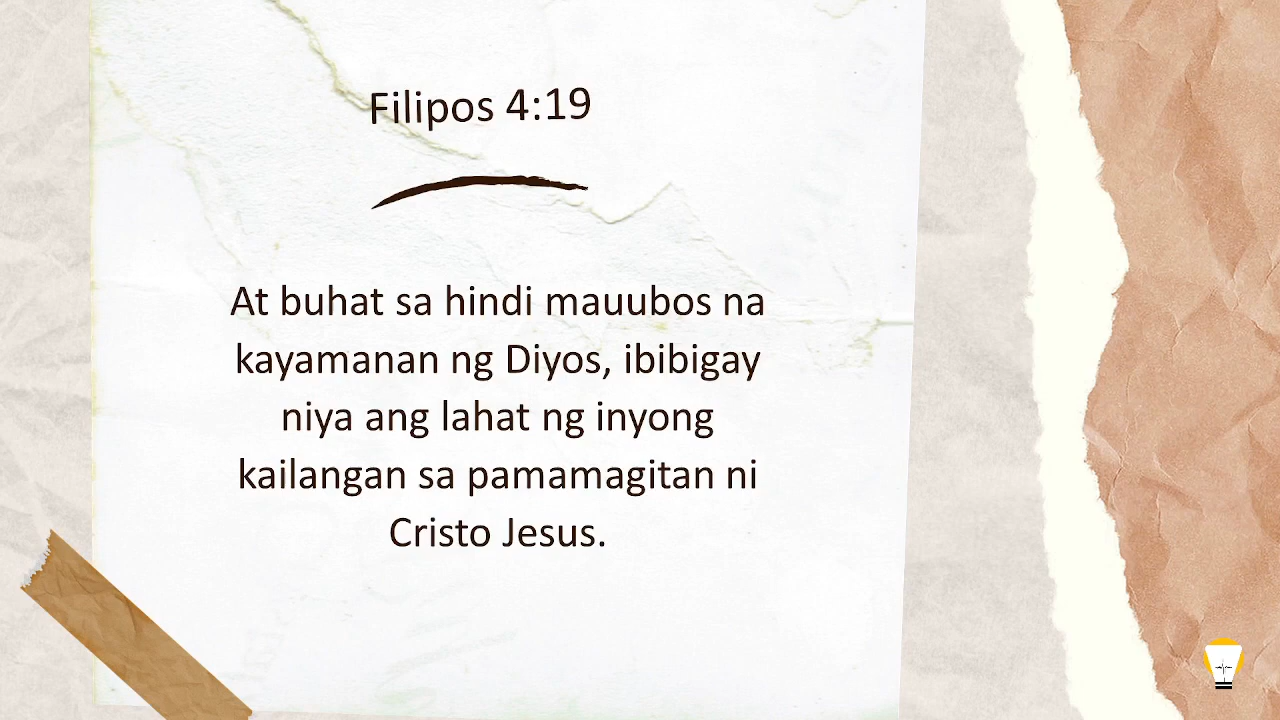 Filipos 4:19
At buhat sa hindi mauubos na
kayamanan ng Diyos, ibibigay
niya ang lahat ng inyong
kailangan sa pamamagitan ni
Cristo Jesus.